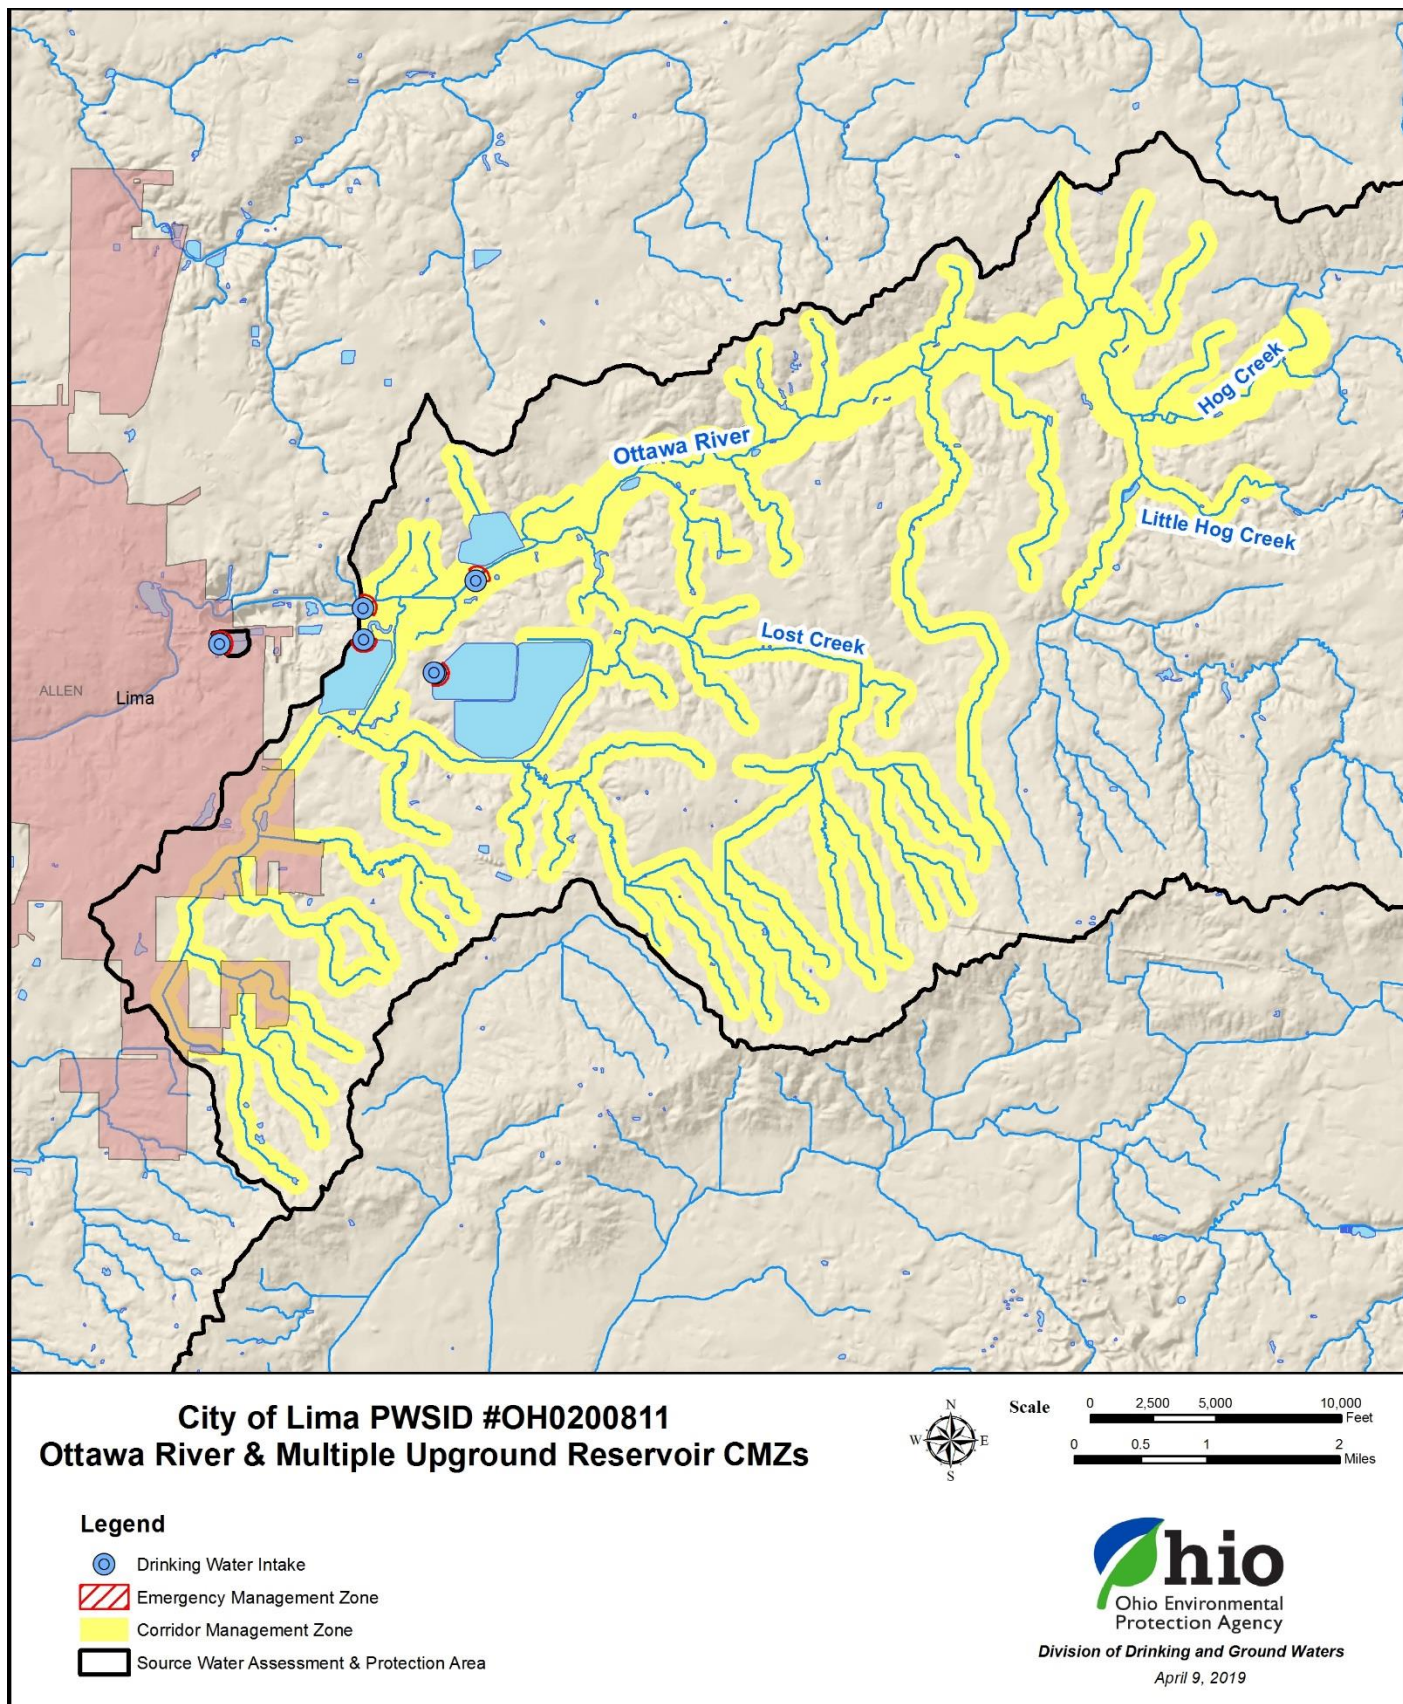 Hog Creek
Ottawa River
Little Hog Creek
Lost Creek
ALLEN
Lima
City of Lima PWSID #OH0200811
Ottawa River & Multiple Upground Reservoir CMZs
Legend
Drinking Water Intake
Emergency Management Zone
Corridor Management Zone
Source Water Assessment & Protection Area
N
W E
S
Scale
0 2,500 5,000 10,000
Feet
0 0.5 1 2
Miles
Ohio
Ohio Environmental
Protection Agency
Division of Drinking and Ground Waters
April 9, 2019